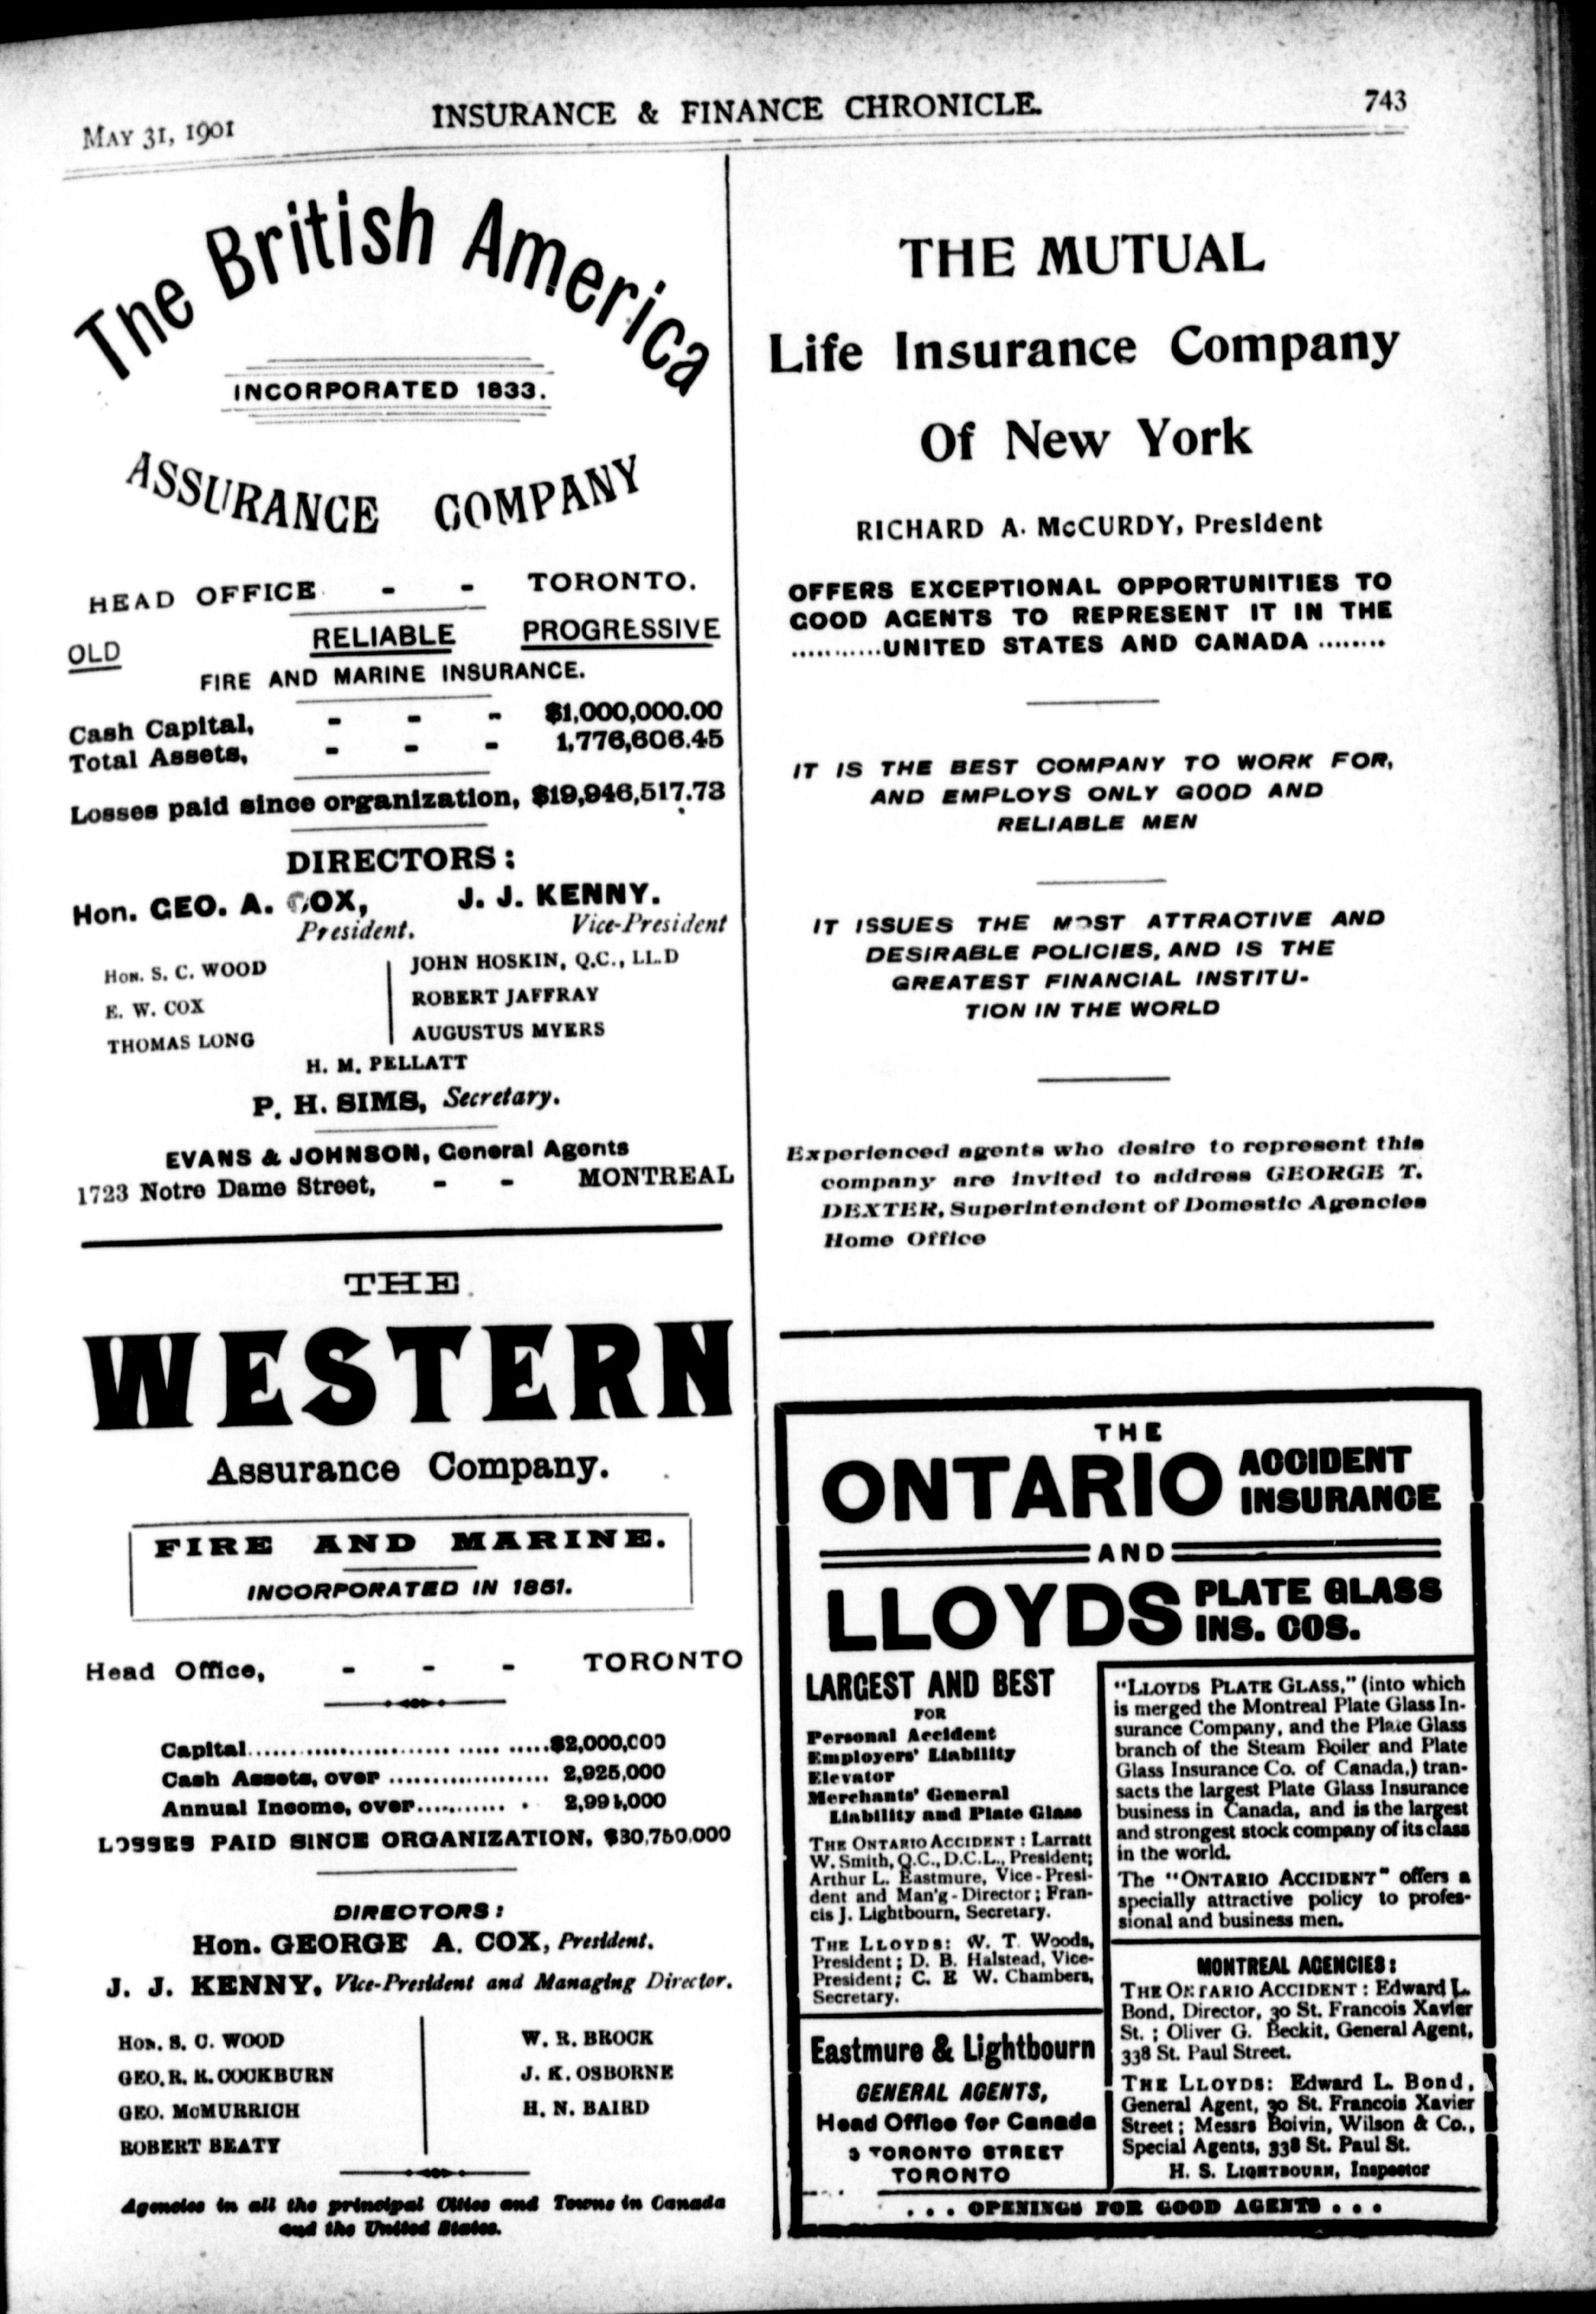 MAY 31, 1901
INSURANCE & FINANCE CHRONICLE.
743
The British America
INCORPORATED 1833.
ASSURANCE COMPANY
HEAD OFFICE - - TORONTO.
OLD RELIABLE PROGRESSIVE
FIRE AND MARINE INSURANCE.
Cash Capital, - - - $1,000,000.00
Total Assets, - - - 1,776,606.45
Losses paid since organization, $19,946,517.73
DIRECTORS:
Hon. GEO. A. COX, J. J. KENNY.
President. Vice-President
HON. S. C. WOOD
E. W. COX
THOMAS LONG
JOHN HOSKIN, Q.C., LL.D
ROBERT JAFFRAY
AUGUSTUS MYERS
H. M. PELLATT
P. H. SIMS, Secretary.
EVANS & JOHNSON, General Agents
1723 Notre Dame Street, - - MONTREAL
THE
WESTERN
Assurance Company.
FIRE AND MARINE.
INCORPORATED IN 1851.
Head Office, - - - TORONTO
Capital.......................... $2,000,000
Cash Assets, over ................... 2,925,000
Annual Income, over........... 2,994,000
LOSSES PAID SINCE ORGANIZATION, $30,750,000
DIRECTORS:
Hon. GEORGE A. COX, President.
J. J. KENNY, Vice-President and Managing Director.
HON. S. C. WOOD
GEO. R. R. COCKBURN
GEO. McMURRICH
ROBERT BEATY
W. R. BROCK
J. K. OSBORNE
H. N. BAIRD
Agencies in all the principal Cities and Towns in Canada
and the United States.
THE MUTUAL
Life Insurance Company
Of New York
RICHARD A. McCURDY, President
OFFERS EXCEPTIONAL OPPORTUNITIES TO
GOOD AGENTS TO REPRESENT IT IN THE
...........UNITED STATES AND CANADA ........
IT IS THE BEST COMPANY TO WORK FOR,
AND EMPLOYS ONLY GOOD AND
RELIABLE MEN
IT ISSUES THE MOST ATTRACTIVE AND
DESIRABLE POLICIES, AND IS THE
GREATEST FINANCIAL INSTITU-
TION IN THE WORLD
Experienced agents who desire to represent this
company are invited to address GEORGE T.
DEXTER, Superintendent of Domestic Agencies
Home Office
THE
ONTARIO ACCIDENT
INSURANCE
AND
LLOYDS PLATE GLASS
INS. COS.
LARGEST AND BEST
FOR
Personal Accident
Employers' Liability
Elevator
Merchants' General
Liability and Plate Glass
THE ONTARIO ACCIDENT: Larratt
W. Smith, Q.C., D.C.L., President;
Arthur L. Eastmure, Vice-Presi-
dent and Man'g-Director; Fran-
cis J. Lightbourn, Secretary.
THE LLOYDS: W. T. Woods,
President; D. B. Halstead, Vice-
President; C. E W. Chambers,
Secretary.
Eastmure & Lightbourn
GENERAL AGENTS,
Head Office for Canada
3 TORONTO STREET
TORONTO
"LLOYDS PLATE GLASS," (into which
is merged the Montreal Plate Glass In-
surance Company, and the Plate Glass
branch of the Steam Boiler and Plate
Glass Insurance Co. of Canada,) tran-
sacts the largest Plate Glass Insurance
business in Canada, and is the largest
and strongest stock company of its class
in the world.
The "ONTARIO ACCIDENT" offers a
specially attractive policy to profes-
sional and business men.
MONTREAL AGENCIES:
THE ONTARIO ACCIDENT: Edward L.
Bond, Director, 30 St. Francois Xavier
St.; Oliver G. Beckit, General Agent,
338 St. Paul Street.
THE LLOYDS: Edward L. Bond,
General Agent, 30 St. Francois Xavier
Street; Messrs Boivin, Wilson & Co.,
Special Agents, 338 St. Paul St.
H. S. LIGHTBOURN, Inspector
... OPENINGS FOR GOOD AGENTS ...